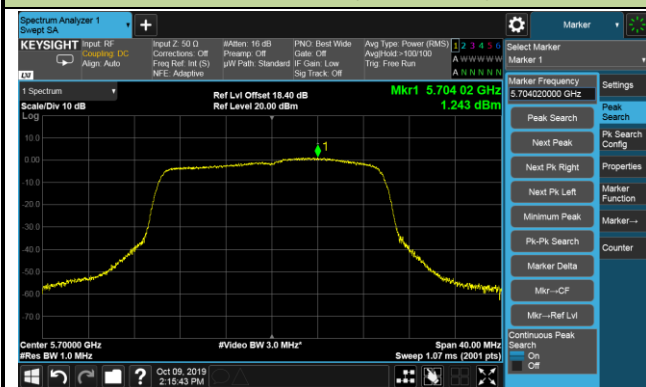 Spectrum Analyzer 1
Swept SA
+
Marker
KEYSIGHT
Input: RF
Coupling: DC
Align: Auto
Input Z: 50 Ω
Corrections: Off
Freq Ref: Int (S)
NFE: Adaptive
#Atten: 16 dB
Preamp: Off
µW Path: Standard
PNO: Best Wide
Gate: Off
IF Gain: Low
Sig Track: Off
Avg Type: Power (RMS)
Avg|Hold:>100/100
Trig: Free Run
1 2 3 4 5 6
A W W W W W
A N N N N N
LW
Select Marker
Marker 1
1 Spectrum
Scale/Div 10 dB
Log
Ref Lvl Offset 18.40 dB
Ref Level 20.00 dBm
Mkr1 5.704 02 GHz
1.243 dBm
10.0
0.00
-10.0
-20.0
-30.0
-40.0
-50.0
-60.0
-70.0
1
Marker Frequency
5.704020000 GHz
Peak Search
Next Peak
Next Pk Right
Next Pk Left
Minimum Peak
Pk-Pk Search
Marker Delta
Mkr→CF
Mkr→Ref Lvl
Continuous Peak
Search
On
Off
Settings
Peak
Search
Pk Search
Config
Properties
Marker
Function
Marker→
Counter
Center 5.70000 GHz
#Res BW 1.0 MHz
#Video BW 3.0 MHz*
Span 40.00 MHz
Sweep 1.07 ms (2001 pts)
?
Oct 09, 2019
2:15:43 PM